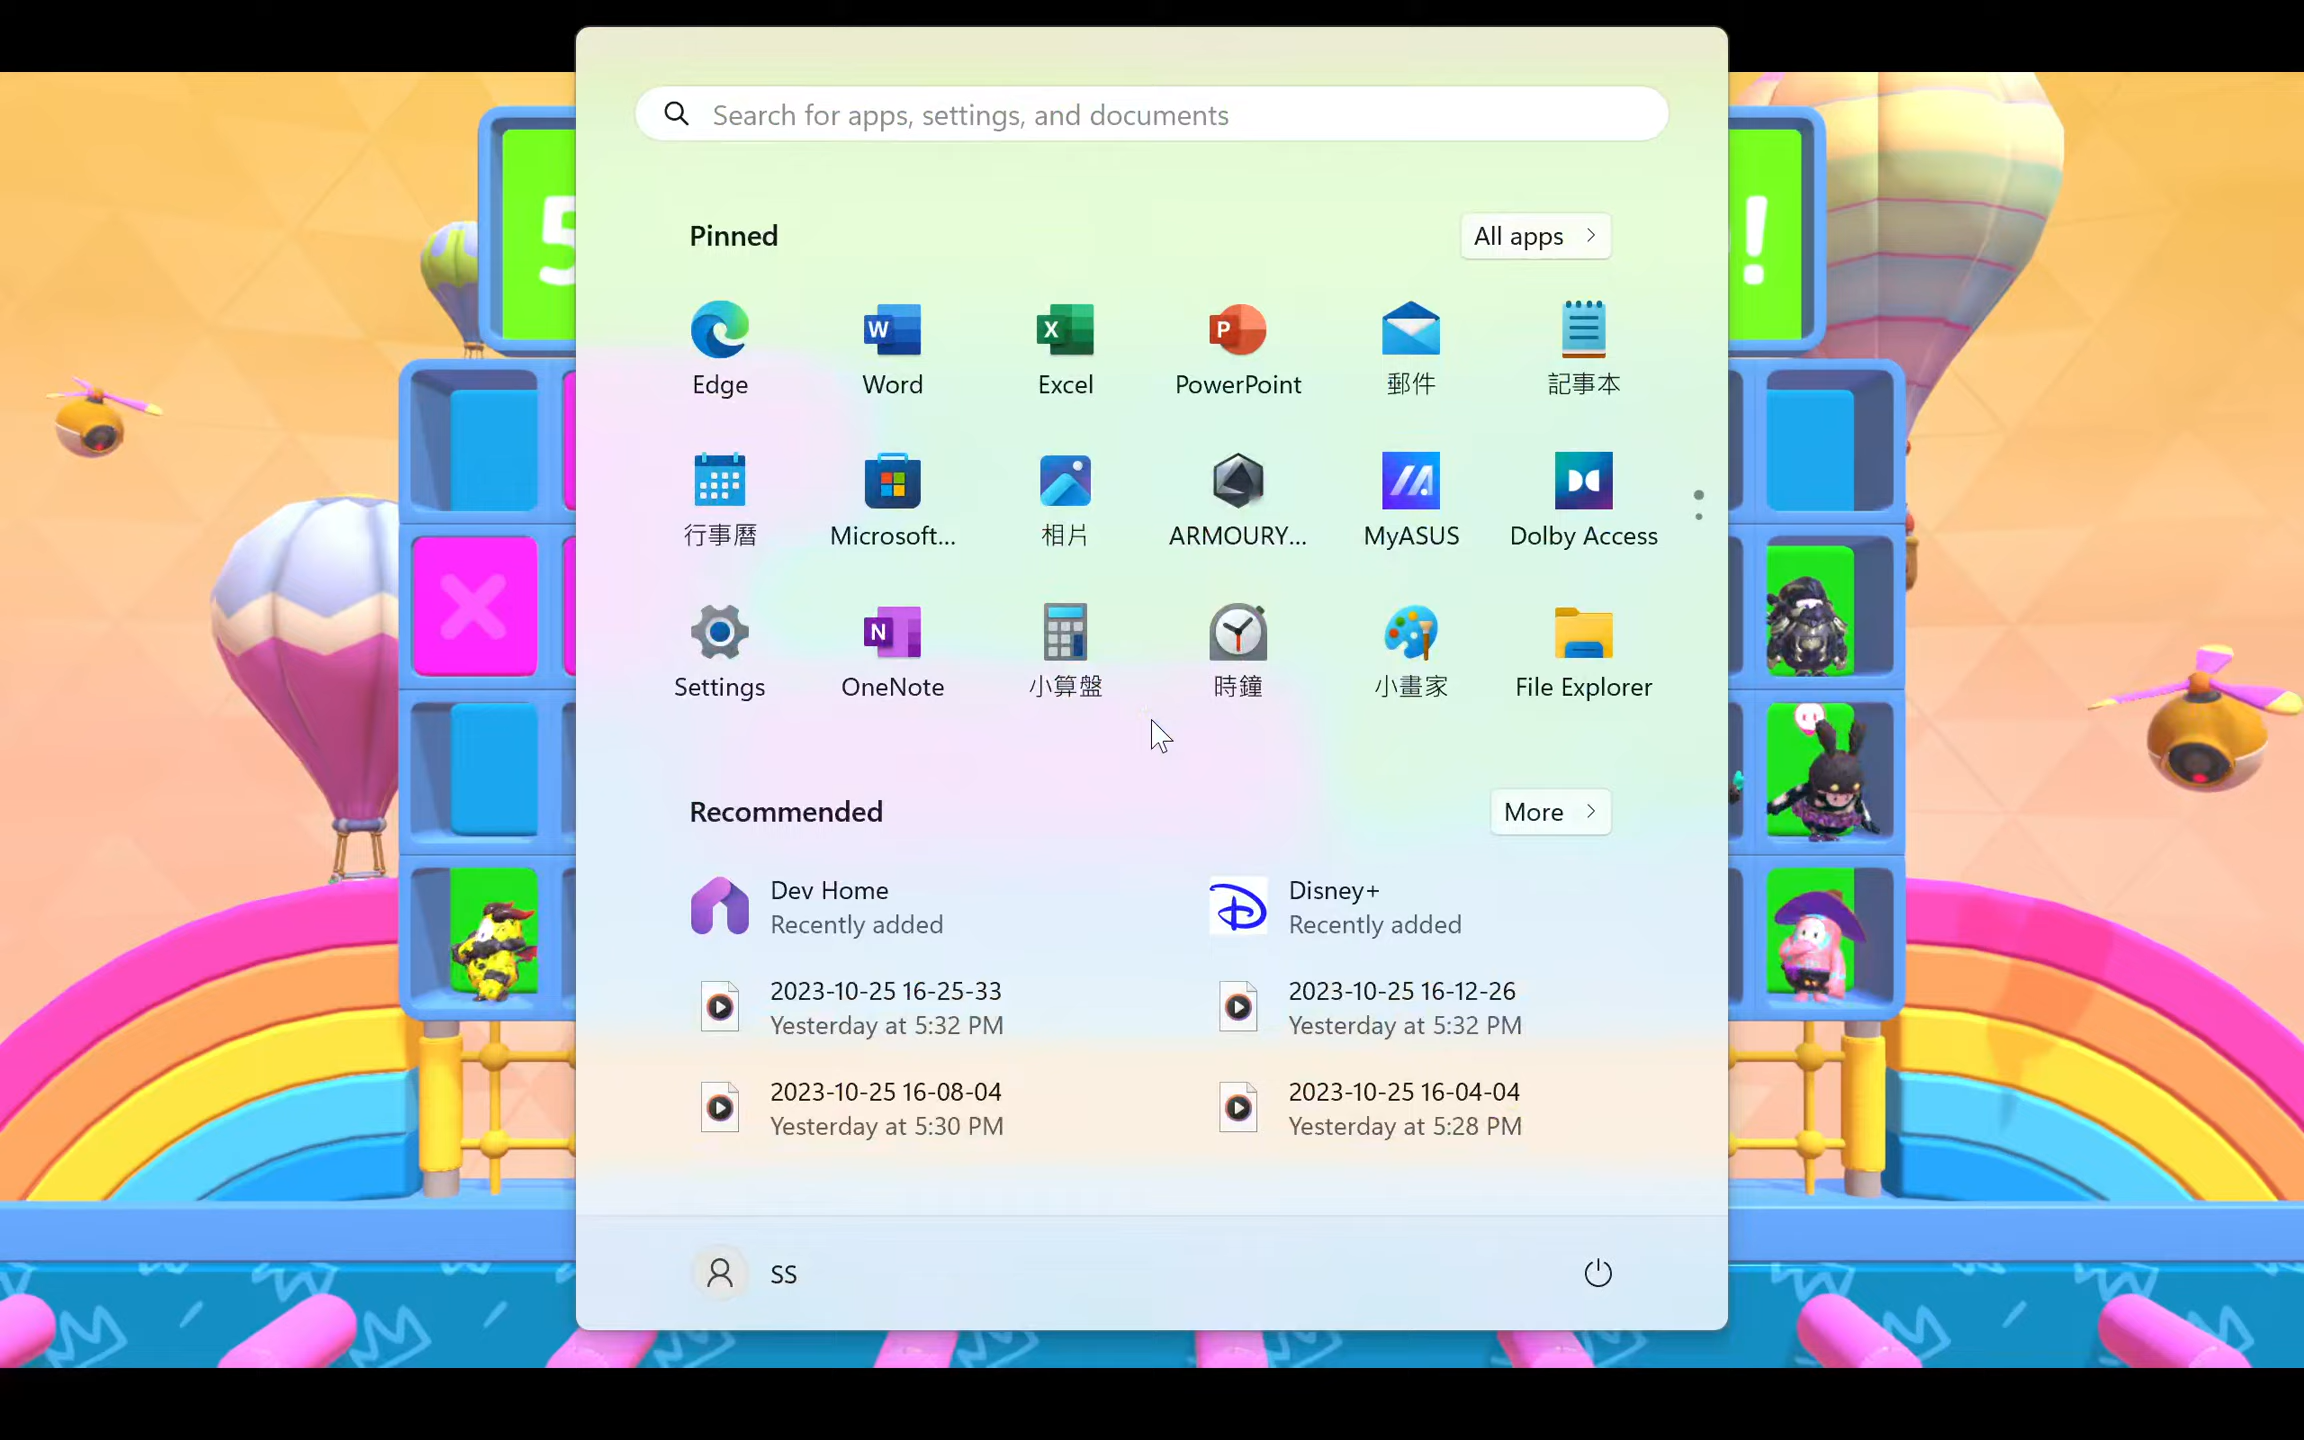 Search for apps, settings, and documents
5
!
Pinned
All apps
Edge
Word
Excel
PowerPoint
郵件
記事本
行事曆
Microsoft...
相片
ARMOURY...
MyASUS
Dolby Access
Settings
OneNote
小算盤
時鐘
小畫家
File Explorer
Recommended
More
Dev Home
Recently added
Disney+
Recently added
2023-10-25 16-25-33
Yesterday at 5:32 PM
2023-10-25 16-12-26
Yesterday at 5:32 PM
2023-10-25 16-08-04
Yesterday at 5:30 PM
2023-10-25 16-04-04
Yesterday at 5:28 PM
SS